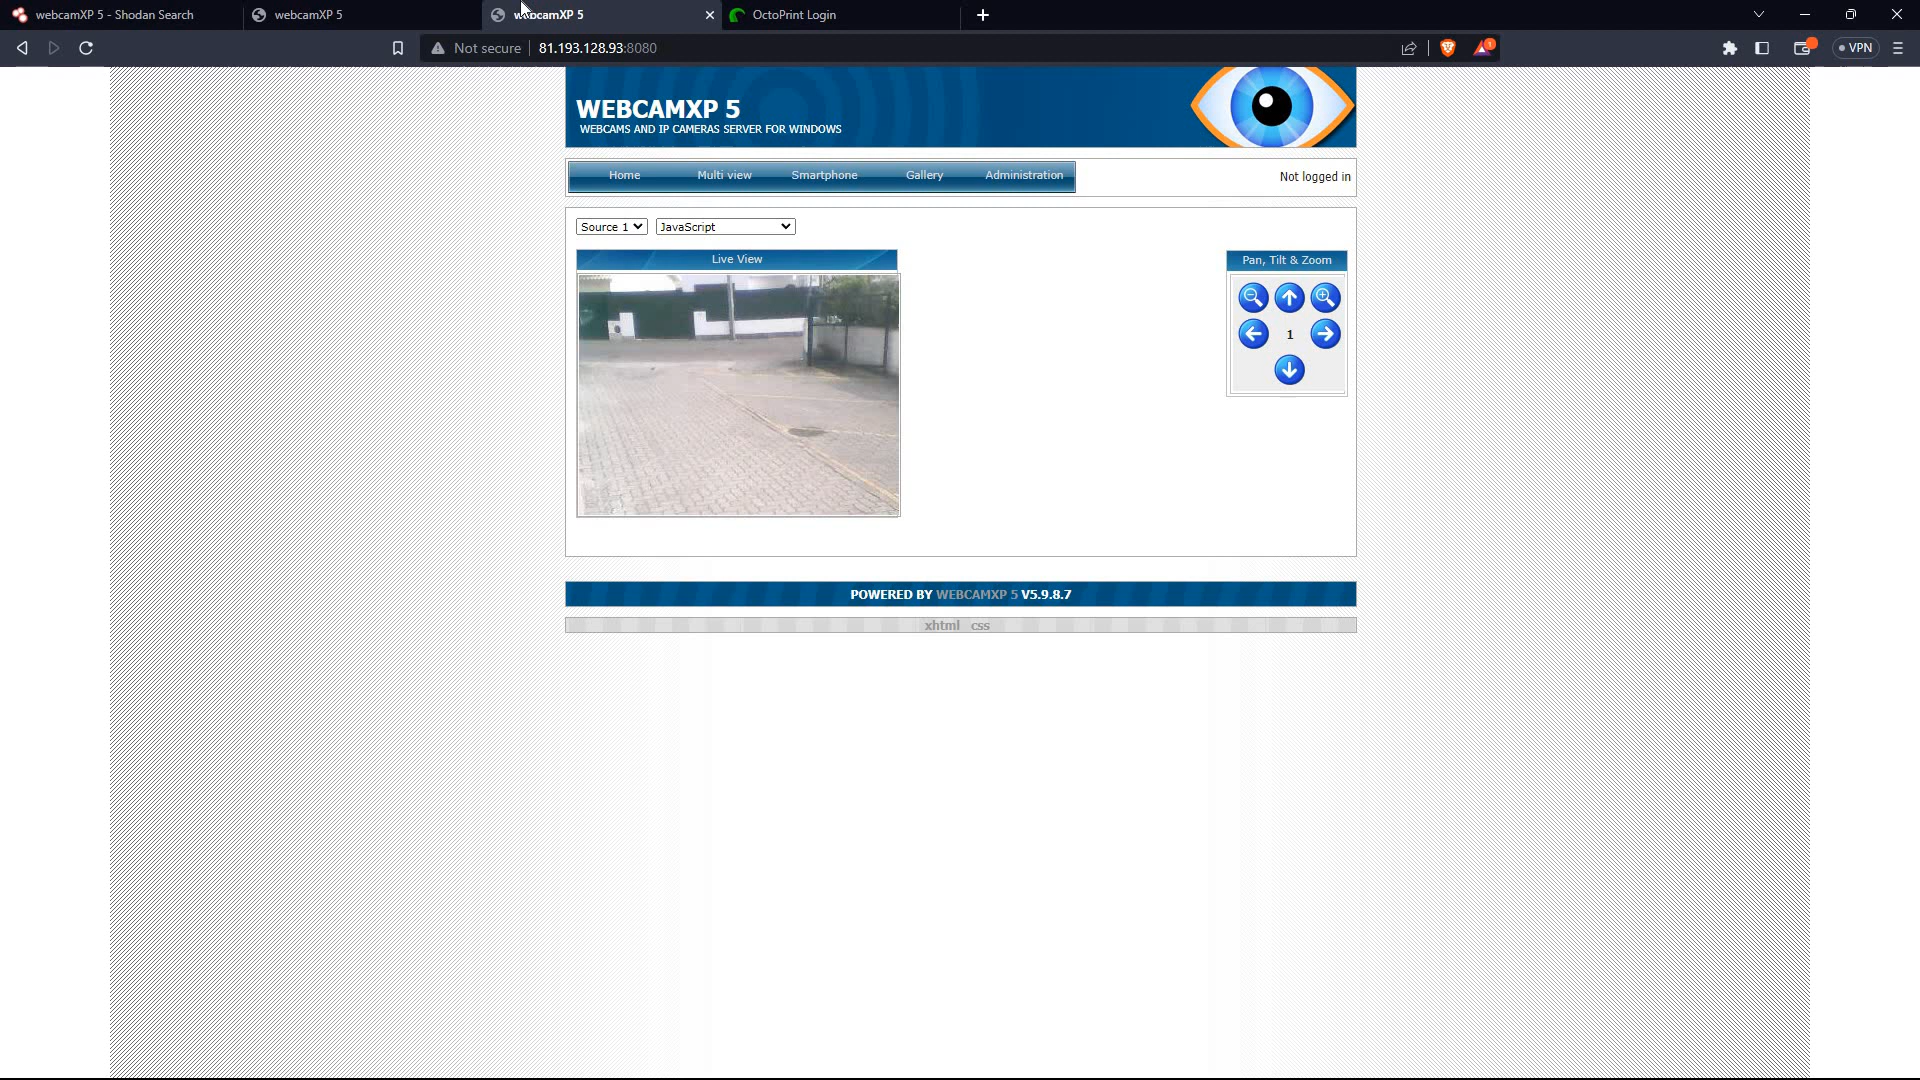 webcamXP 5 - Shodan Search
webcamXP 5
webcamXP 5
OctoPrint Login
Not secure
81.193.128.93:8080
1
VPN
WEBCAMXP 5
WEBCAMS AND IP CAMERAS SERVER FOR WINDOWS
Home
Multi view
Smartphone
Gallery
Administration
Not logged in
Source 1
JavaScript
Live View
Pan, Tilt & Zoom
1
POWERED BY WEBCAMXP 5 V5.9.8.7
xhtml css